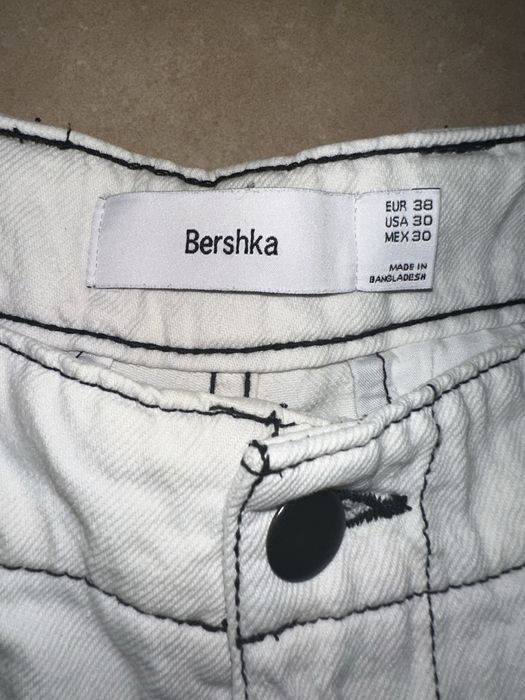 Bershka
EUR 38
USA 30
MEX 30
MADE IN
BANGLADESH